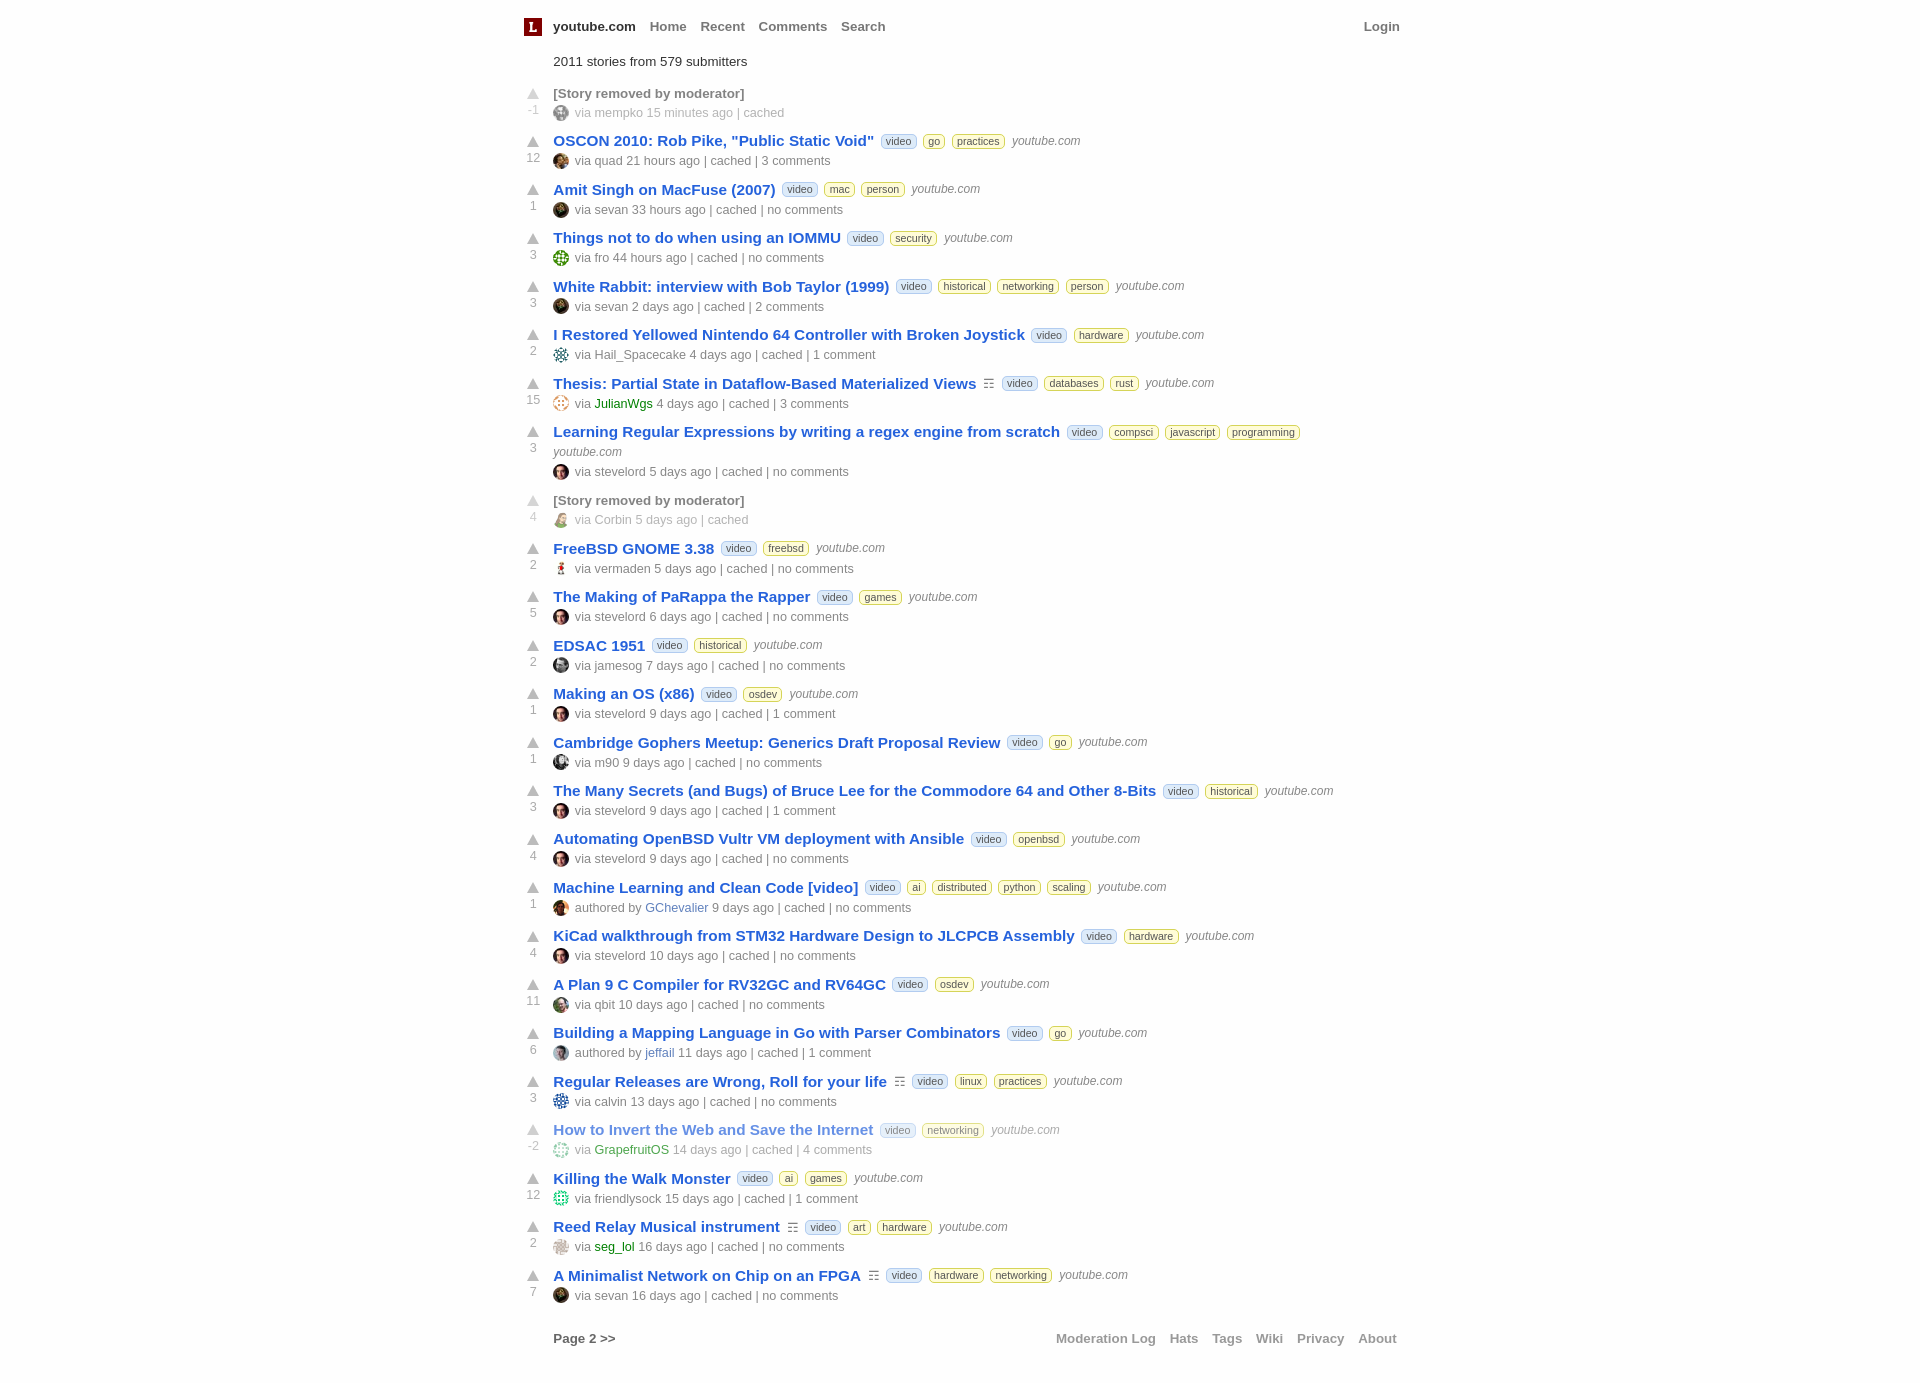 L youtube.com Home Recent Comments Search Login
2011 stories from 579 submitters
[Story removed by moderator]
-1 via mempko 15 minutes ago | cached
OSCON 2010: Rob Pike, "Public Static Void" video go practices youtube.com
12 via quad 21 hours ago | cached | 3 comments
Amit Singh on MacFuse (2007) video mac person youtube.com
1 via sevan 33 hours ago | cached | no comments
Things not to do when using an IOMMU video security youtube.com
3 via fro 44 hours ago | cached | no comments
White Rabbit: interview with Bob Taylor (1999) video historical networking person youtube.com
3 via sevan 2 days ago | cached | 2 comments
I Restored Yellowed Nintendo 64 Controller with Broken Joystick video hardware youtube.com
2 via Hail_Spacecake 4 days ago | cached | 1 comment
Thesis: Partial State in Dataflow-Based Materialized Views ☶ video databases rust youtube.com
15 via JulianWgs 4 days ago | cached | 3 comments
Learning Regular Expressions by writing a regex engine from scratch video compsci javascript programming
3 youtube.com
via stevelord 5 days ago | cached | no comments
[Story removed by moderator]
4 via Corbin 5 days ago | cached
FreeBSD GNOME 3.38 video freebsd youtube.com
2 via vermaden 5 days ago | cached | no comments
The Making of PaRappa the Rapper video games youtube.com
5 via stevelord 6 days ago | cached | no comments
EDSAC 1951 video historical youtube.com
2 via jamesog 7 days ago | cached | no comments
Making an OS (x86) video osdev youtube.com
1 via stevelord 9 days ago | cached | 1 comment
Cambridge Gophers Meetup: Generics Draft Proposal Review video go youtube.com
1 via m90 9 days ago | cached | no comments
The Many Secrets (and Bugs) of Bruce Lee for the Commodore 64 and Other 8-Bits video historical youtube.com
3 via stevelord 9 days ago | cached | 1 comment
Automating OpenBSD Vultr VM deployment with Ansible video openbsd youtube.com
4 via stevelord 9 days ago | cached | no comments
Machine Learning and Clean Code [video] video ai distributed python scaling youtube.com
1 authored by GChevalier 9 days ago | cached | no comments
KiCad walkthrough from STM32 Hardware Design to JLCPCB Assembly video hardware youtube.com
4 via stevelord 10 days ago | cached | no comments
A Plan 9 C Compiler for RV32GC and RV64GC video osdev youtube.com
11 via qbit 10 days ago | cached | no comments
Building a Mapping Language in Go with Parser Combinators video go youtube.com
6 authored by jeffail 11 days ago | cached | 1 comment
Regular Releases are Wrong, Roll for your life ☶ video linux practices youtube.com
3 via calvin 13 days ago | cached | no comments
How to Invert the Web and Save the Internet video networking youtube.com
-2 via GrapefruitOS 14 days ago | cached | 4 comments
Killing the Walk Monster video ai games youtube.com
12 via friendlysock 15 days ago | cached | 1 comment
Reed Relay Musical instrument ☶ video art hardware youtube.com
2 via seg_lol 16 days ago | cached | no comments
A Minimalist Network on Chip on an FPGA ☶ video hardware networking youtube.com
7 via sevan 16 days ago | cached | no comments
Page 2 >> Moderation Log Hats Tags Wiki Privacy About